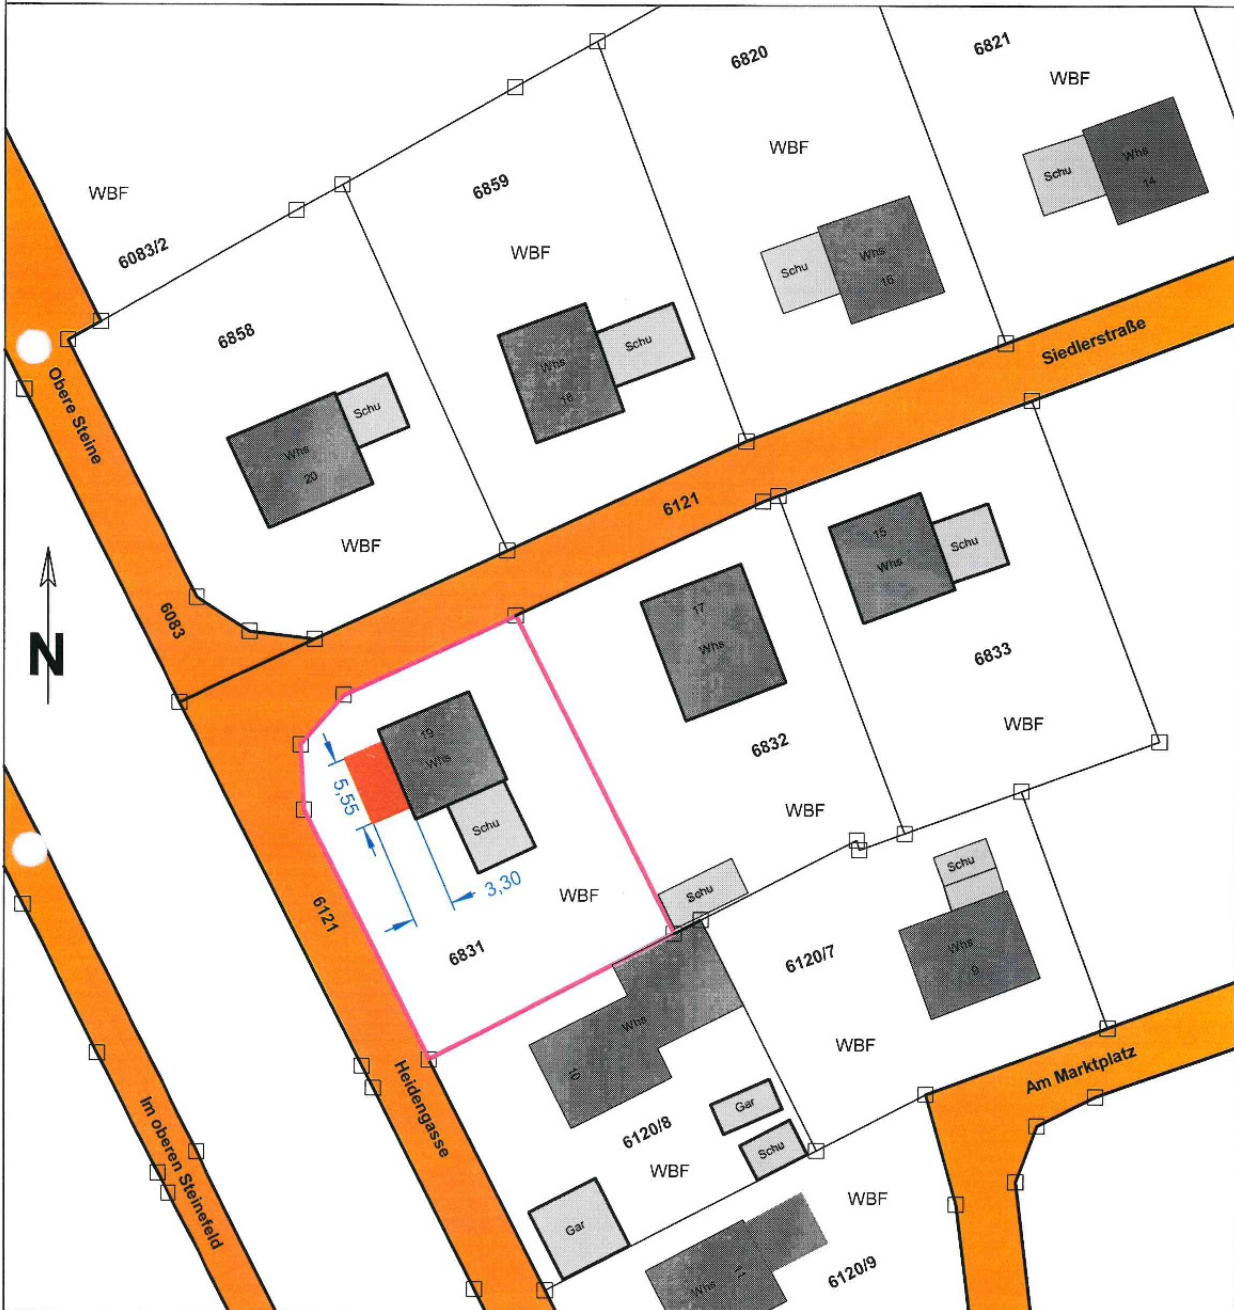 6820
6821
WBF
WBF
Whs
Schu
14
6859
WBF
6083/2
WBF
Whs
Schu
16
6858
Schu
Whs
18
Siedlerstraße
Obere Steine
Schu
Whs
20
6121
WBF
15
Schu
Whs
17
Whs
6083
N
6833
WBF
6832
19
Whs
5,55
WBF
Schu
3,30
WBF
Schu
Schu
6121
6831
6120/7
Whs
9
Whs
10
WBF
Am Marktplatz
Heidengasse
Gar
Im oberen Steinefeld
6120/8
Schu
WBF
WBF
Gar
6120/9
Whs
11